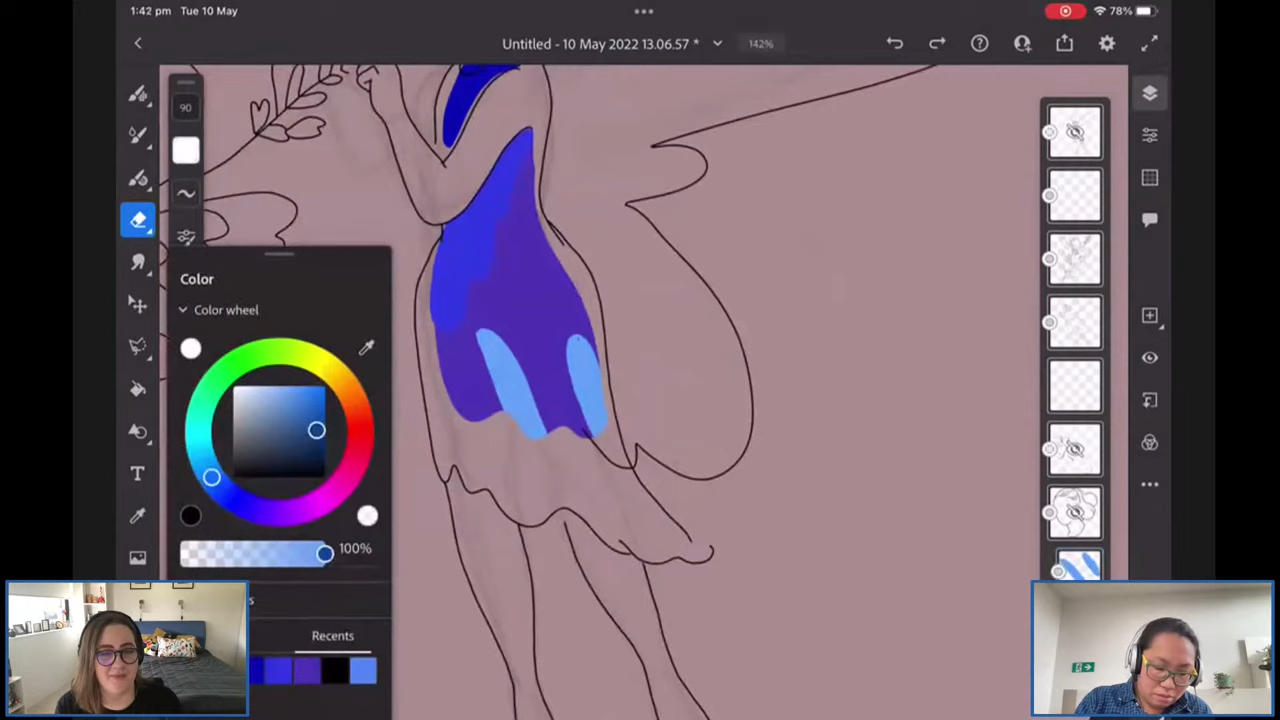 1:42 pm Tue 10 May
78%
Untitled - 10 May 2022 13.06.57 *
142%
90
Color
Color wheel
100%
Recents
T